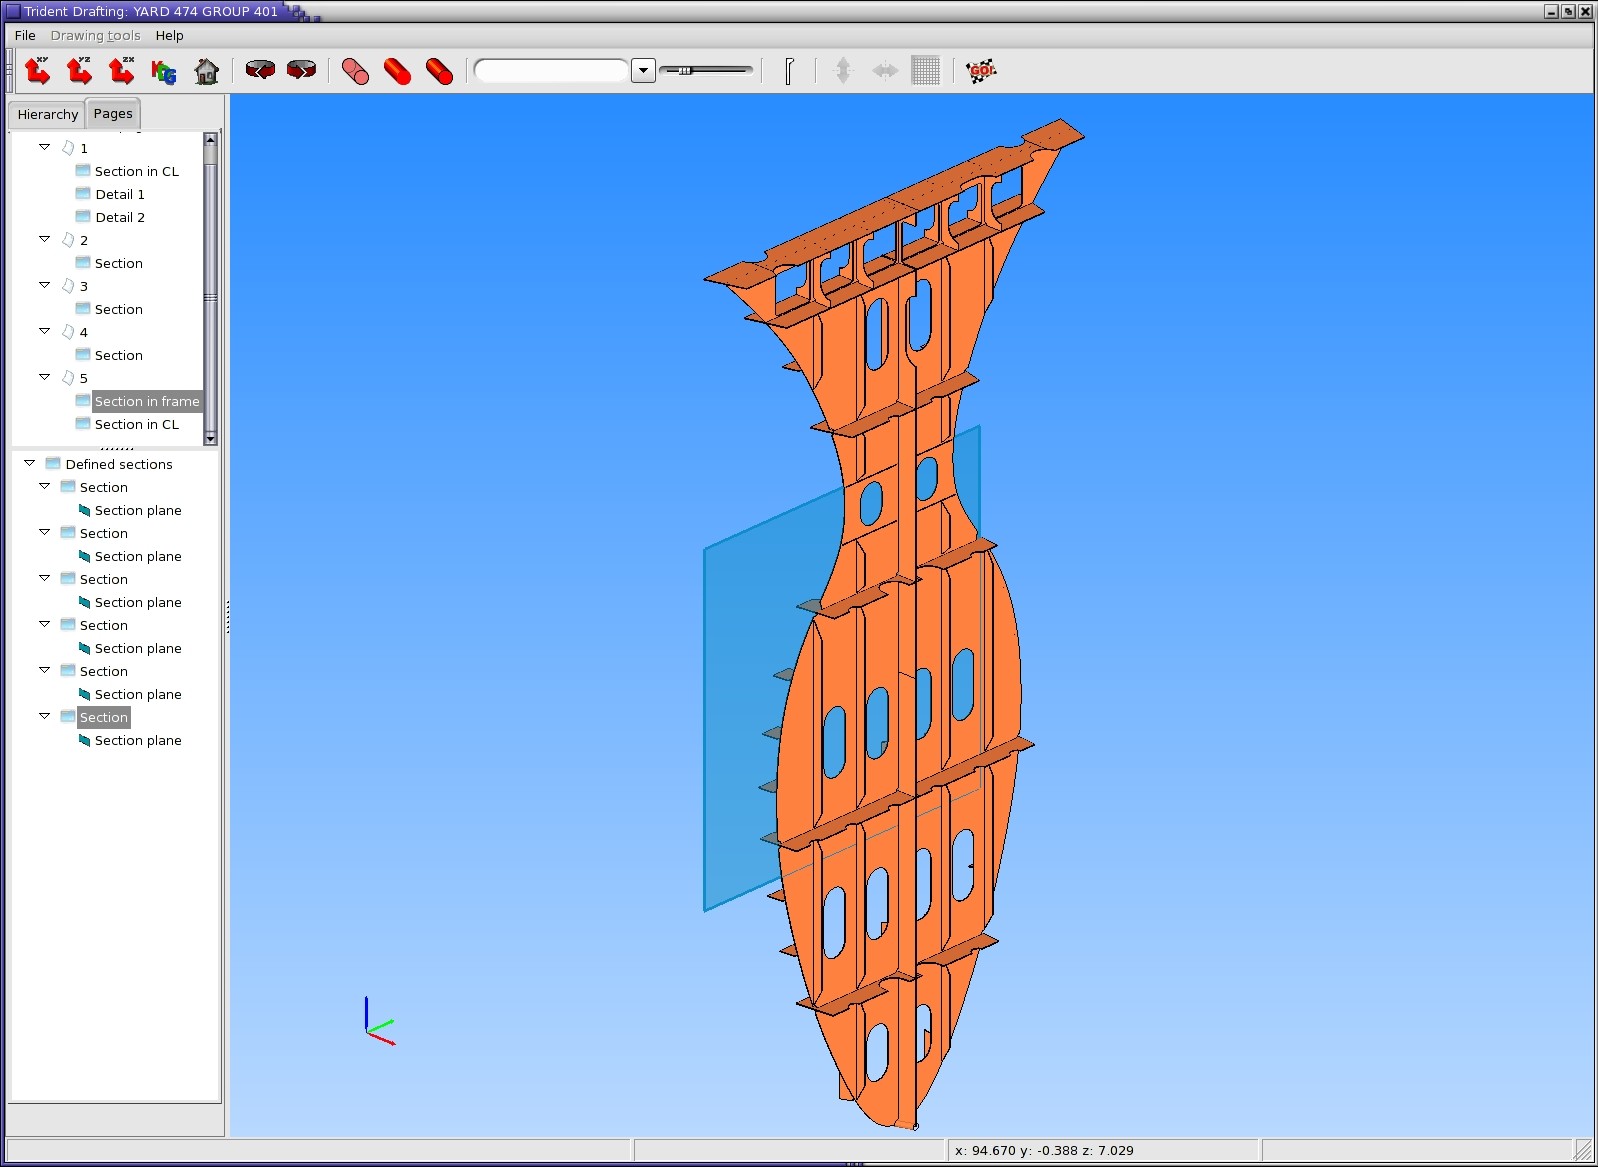 Trident Drafting: YARD 474 GROUP 401
File Drawing tools Help
XY YZ ZX
K&G
GO!
Hierarchy Pages
1
Section in CL
Detail 1
Detail 2
2
Section
3
Section
4
Section
5
Section in frame
Section in CL
Defined sections
Section
Section plane
Section
Section plane
Section
Section plane
Section
Section plane
Section
Section plane
Section
Section plane
x: 94.670 y: -0.388 z: 7.029